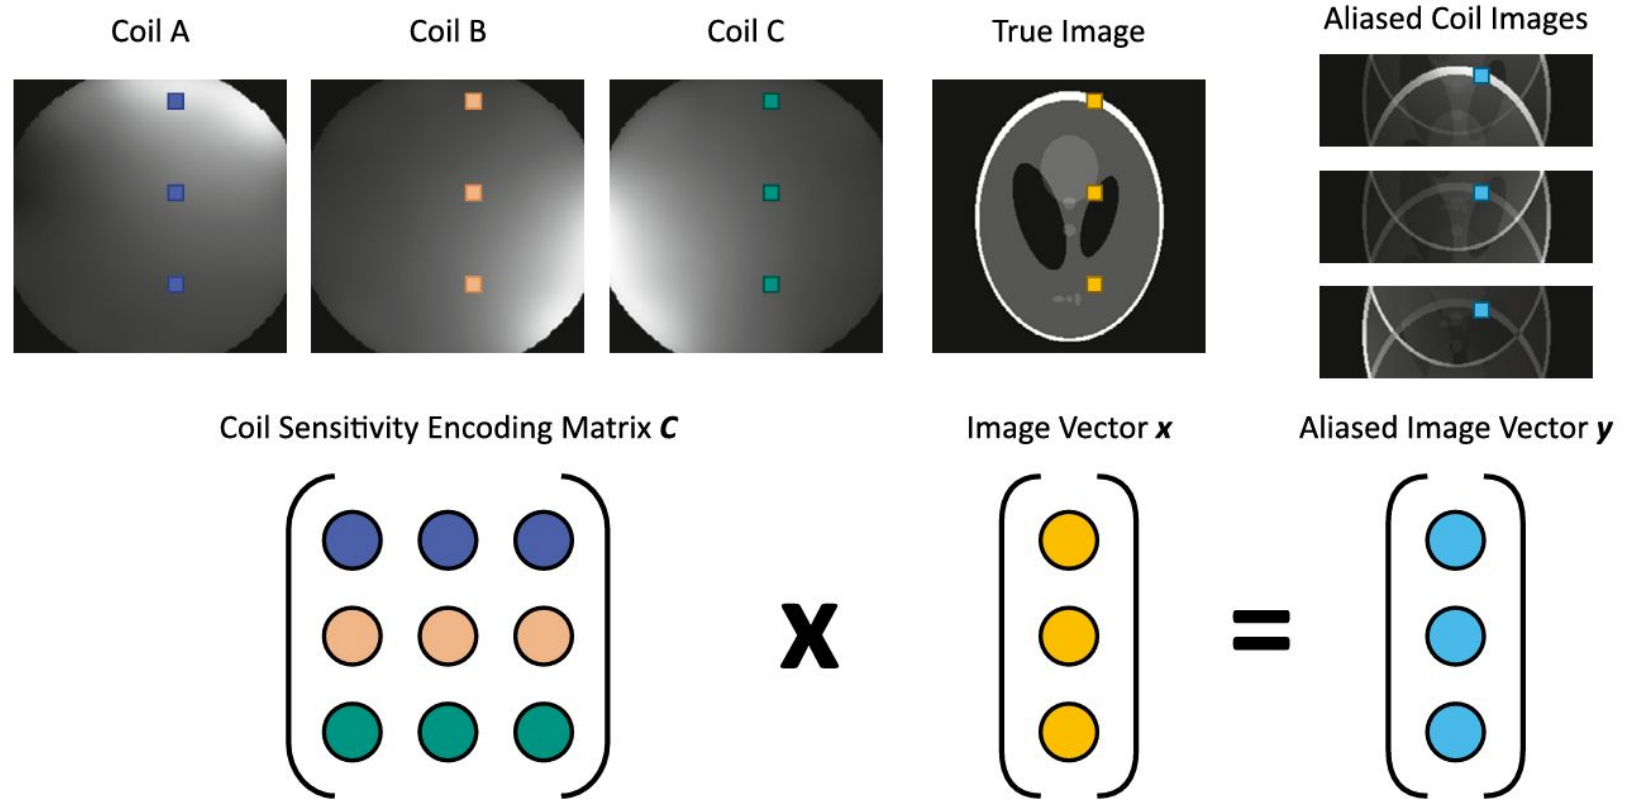 Coil A
Coil B
Coil C
True Image
Aliased Coil Images
Coil Sensitivity Encoding Matrix C
Image Vector x
Aliased Image Vector y
X
=